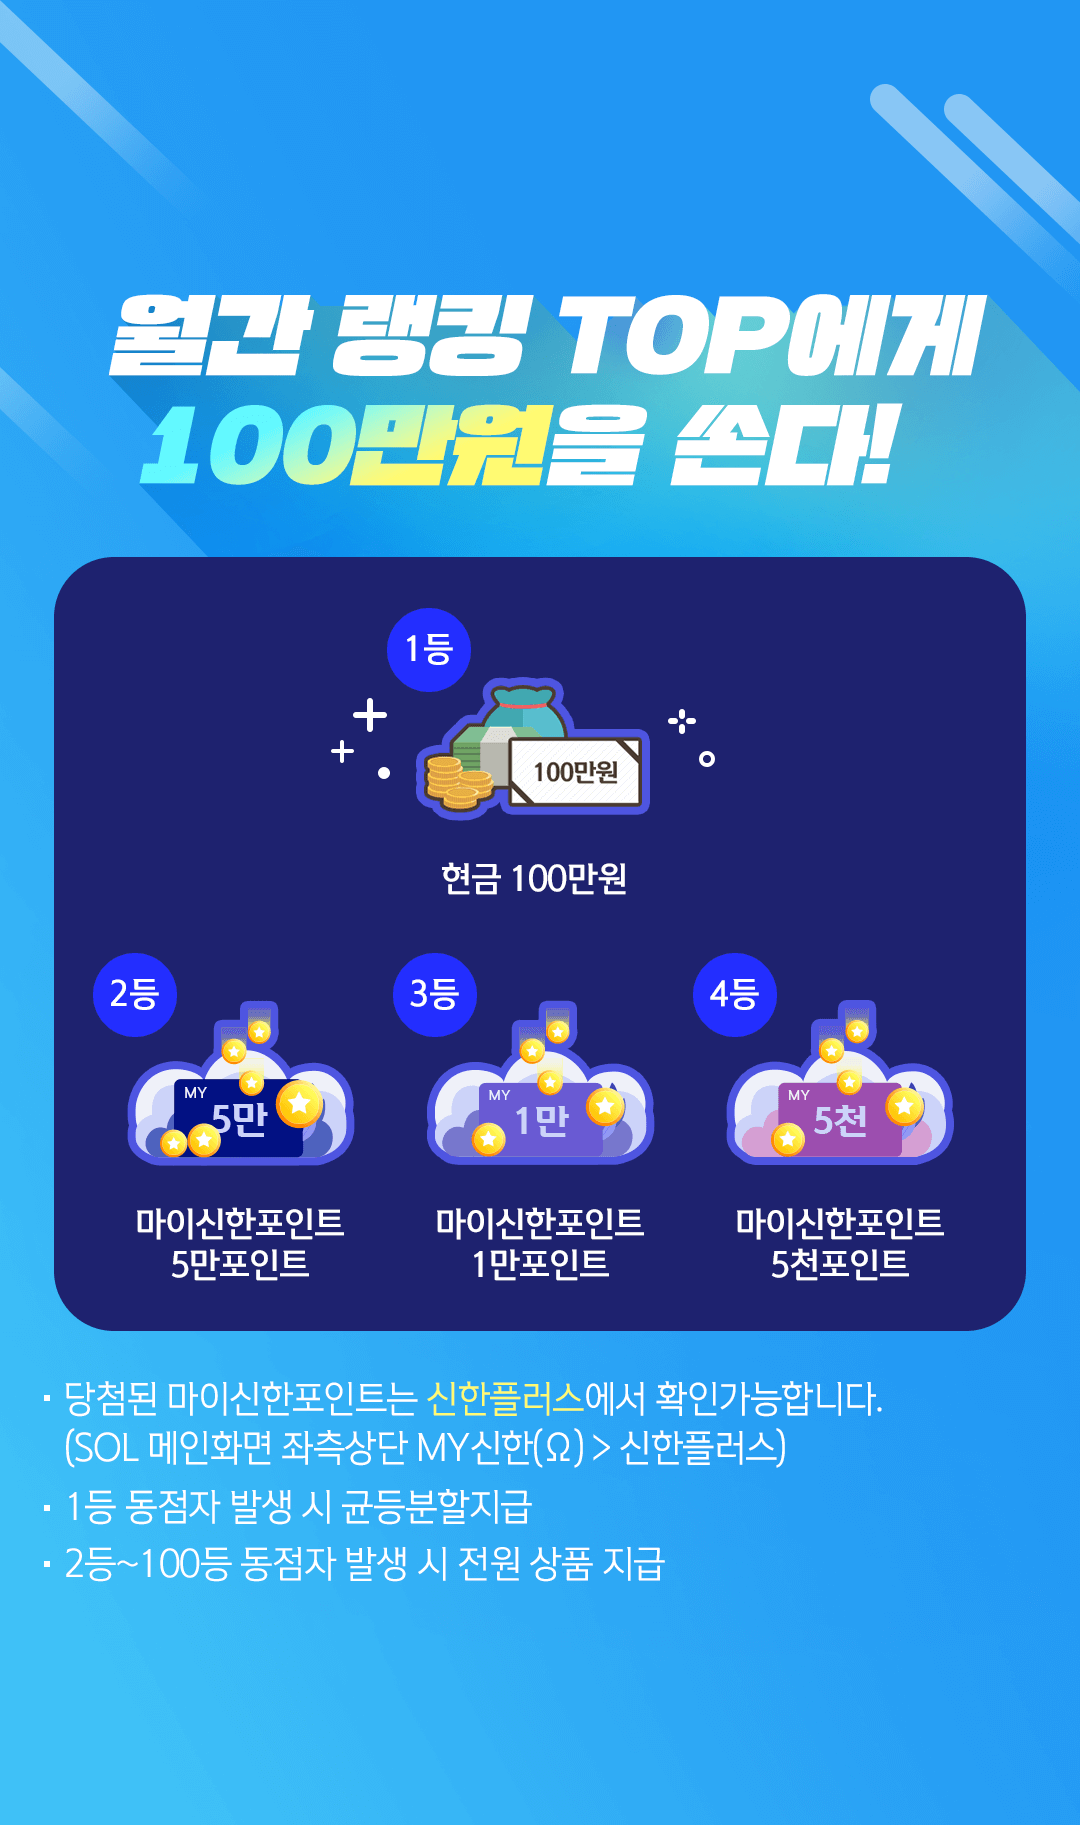 월간 랭킹 TOP에게
100만원을 쏜다!
1등
100만원
현금 100만원
2등
3등
4등
MY
5만
MY
1만
MY
5천
마이신한포인트
5만포인트
마이신한포인트
1만포인트
마이신한포인트
5천포인트
· 당첨된 마이신한포인트는 신한플러스에서 확인가능합니다.
(SOL 메인화면 좌측상단 MY신한(Ω) > 신한플러스)
· 1등 동점자 발생 시 균등분할지급
· 2등~100등 동점자 발생 시 전원 상품 지급